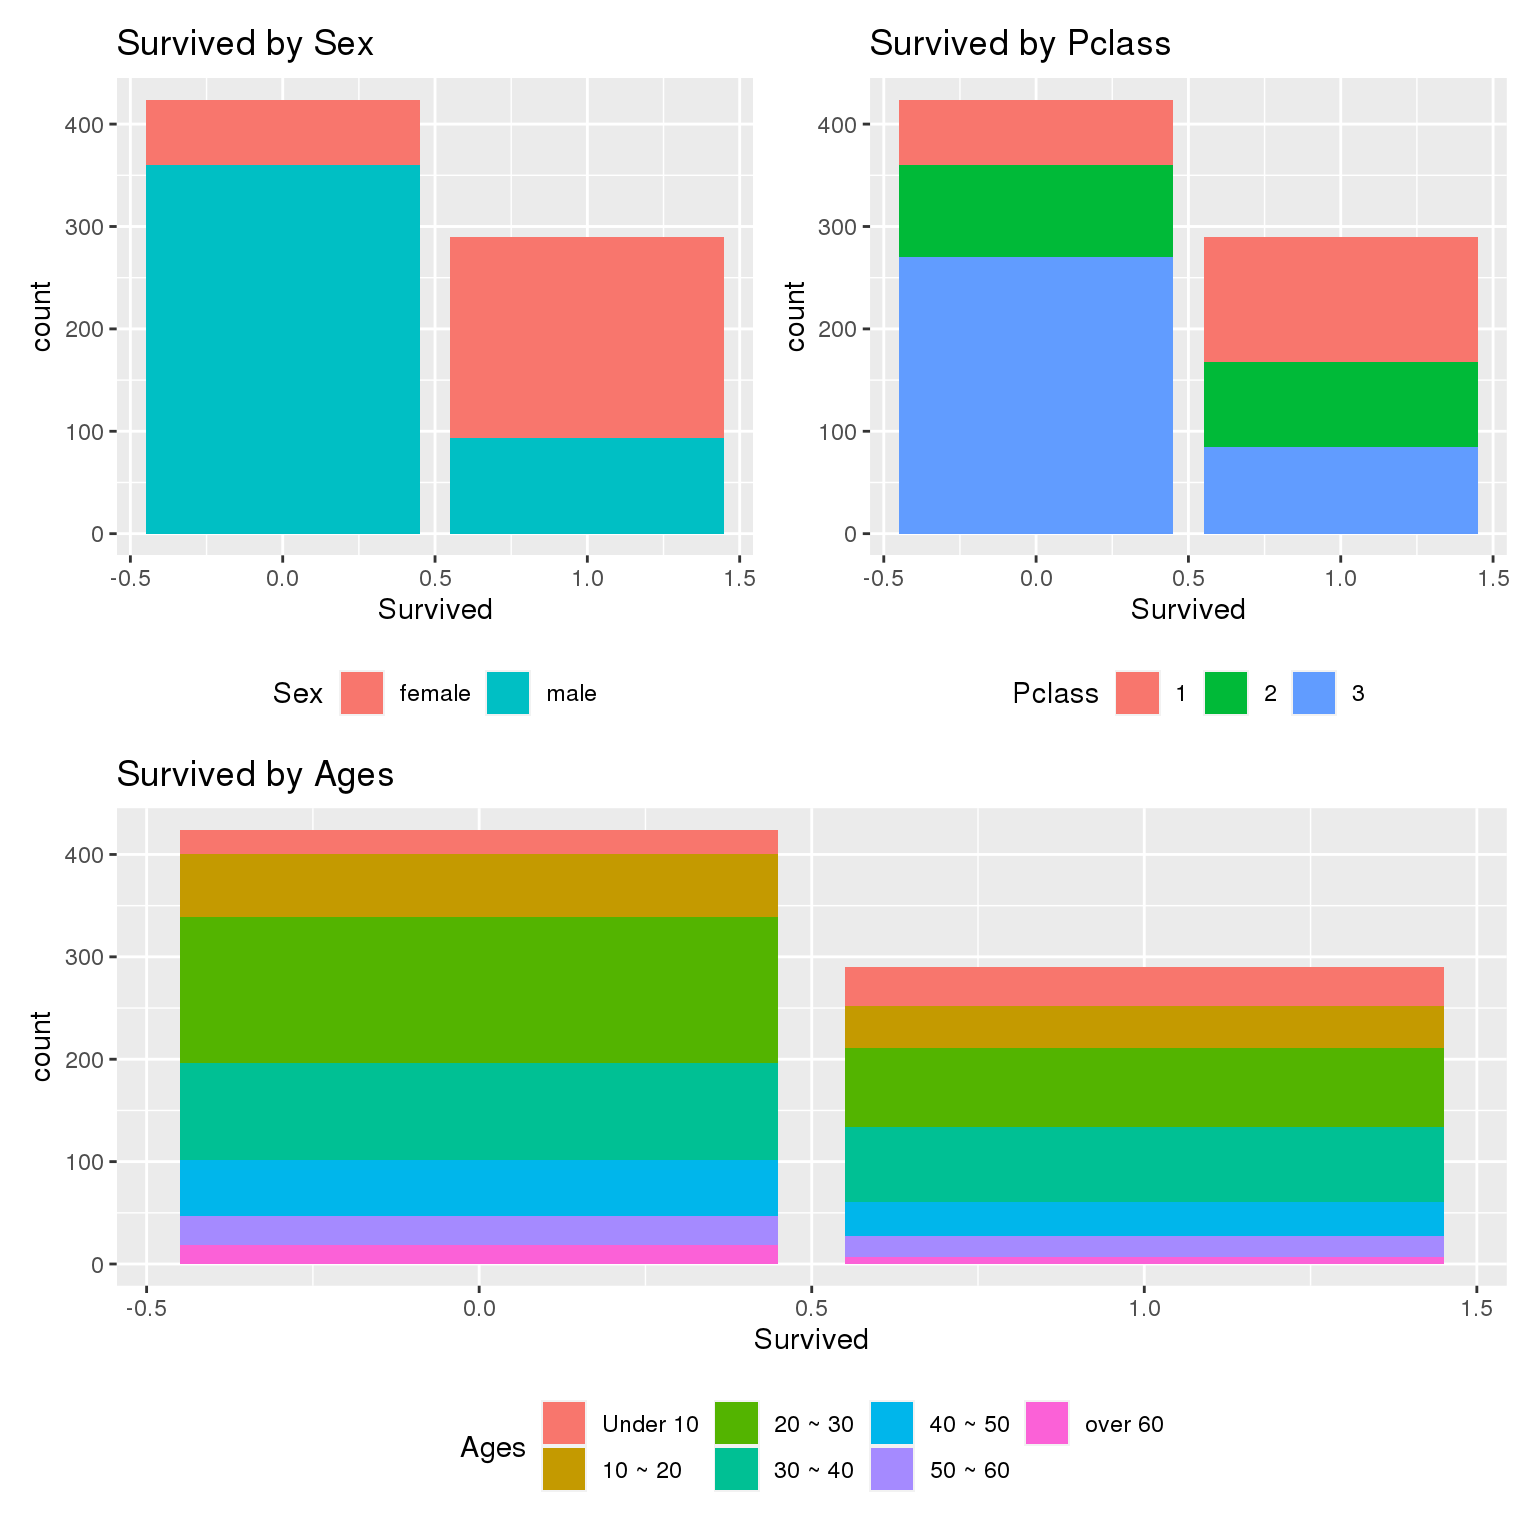 Survived by Sex
count
400
300
200
100
0
-0.5 0.0 0.5 1.0 1.5
Survived
Sex female male
Survived by Pclass
count
400
300
200
100
0
-0.5 0.0 0.5 1.0 1.5
Survived
Pclass 1 2 3
Survived by Ages
count
400
300
200
100
0
-0.5 0.0 0.5 1.0 1.5
Survived
Ages
Under 10 20 ~ 30 40 ~ 50 over 60
10 ~ 20 30 ~ 40 50 ~ 60